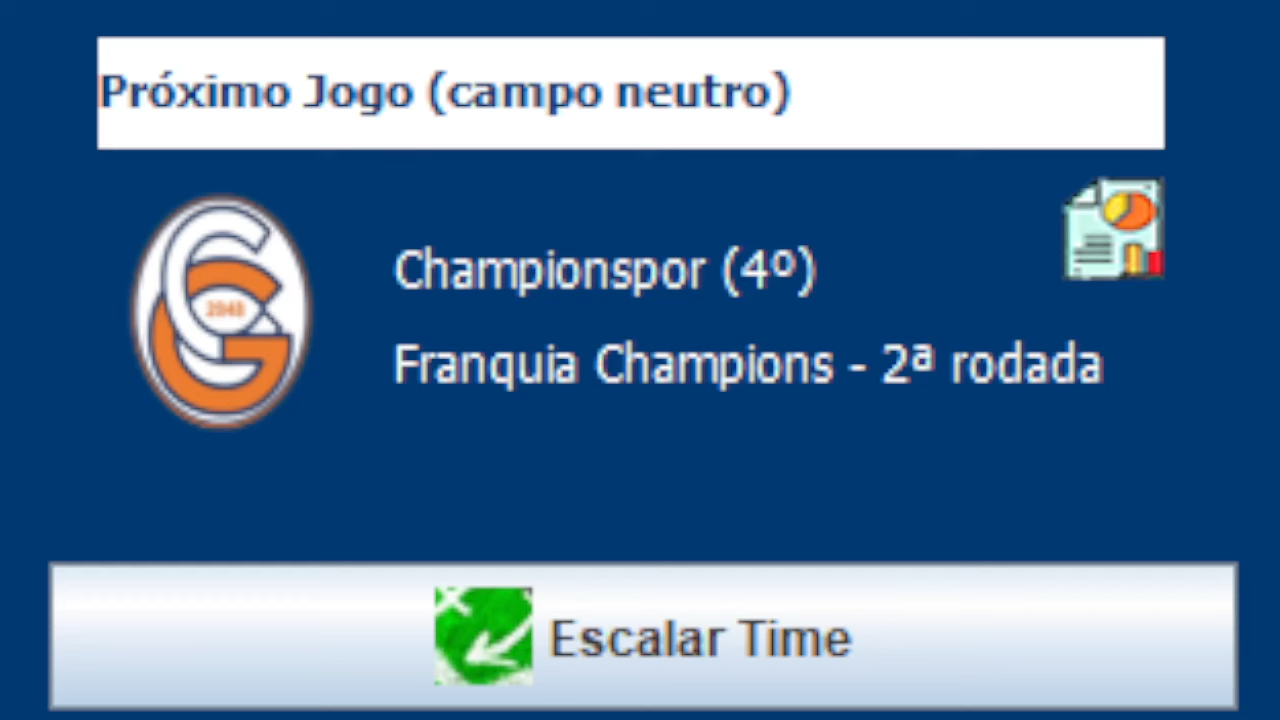 Próximo Jogo (campo neutro)
Championspor (4º)
Franquia Champions - 2ª rodada
Escalar Time